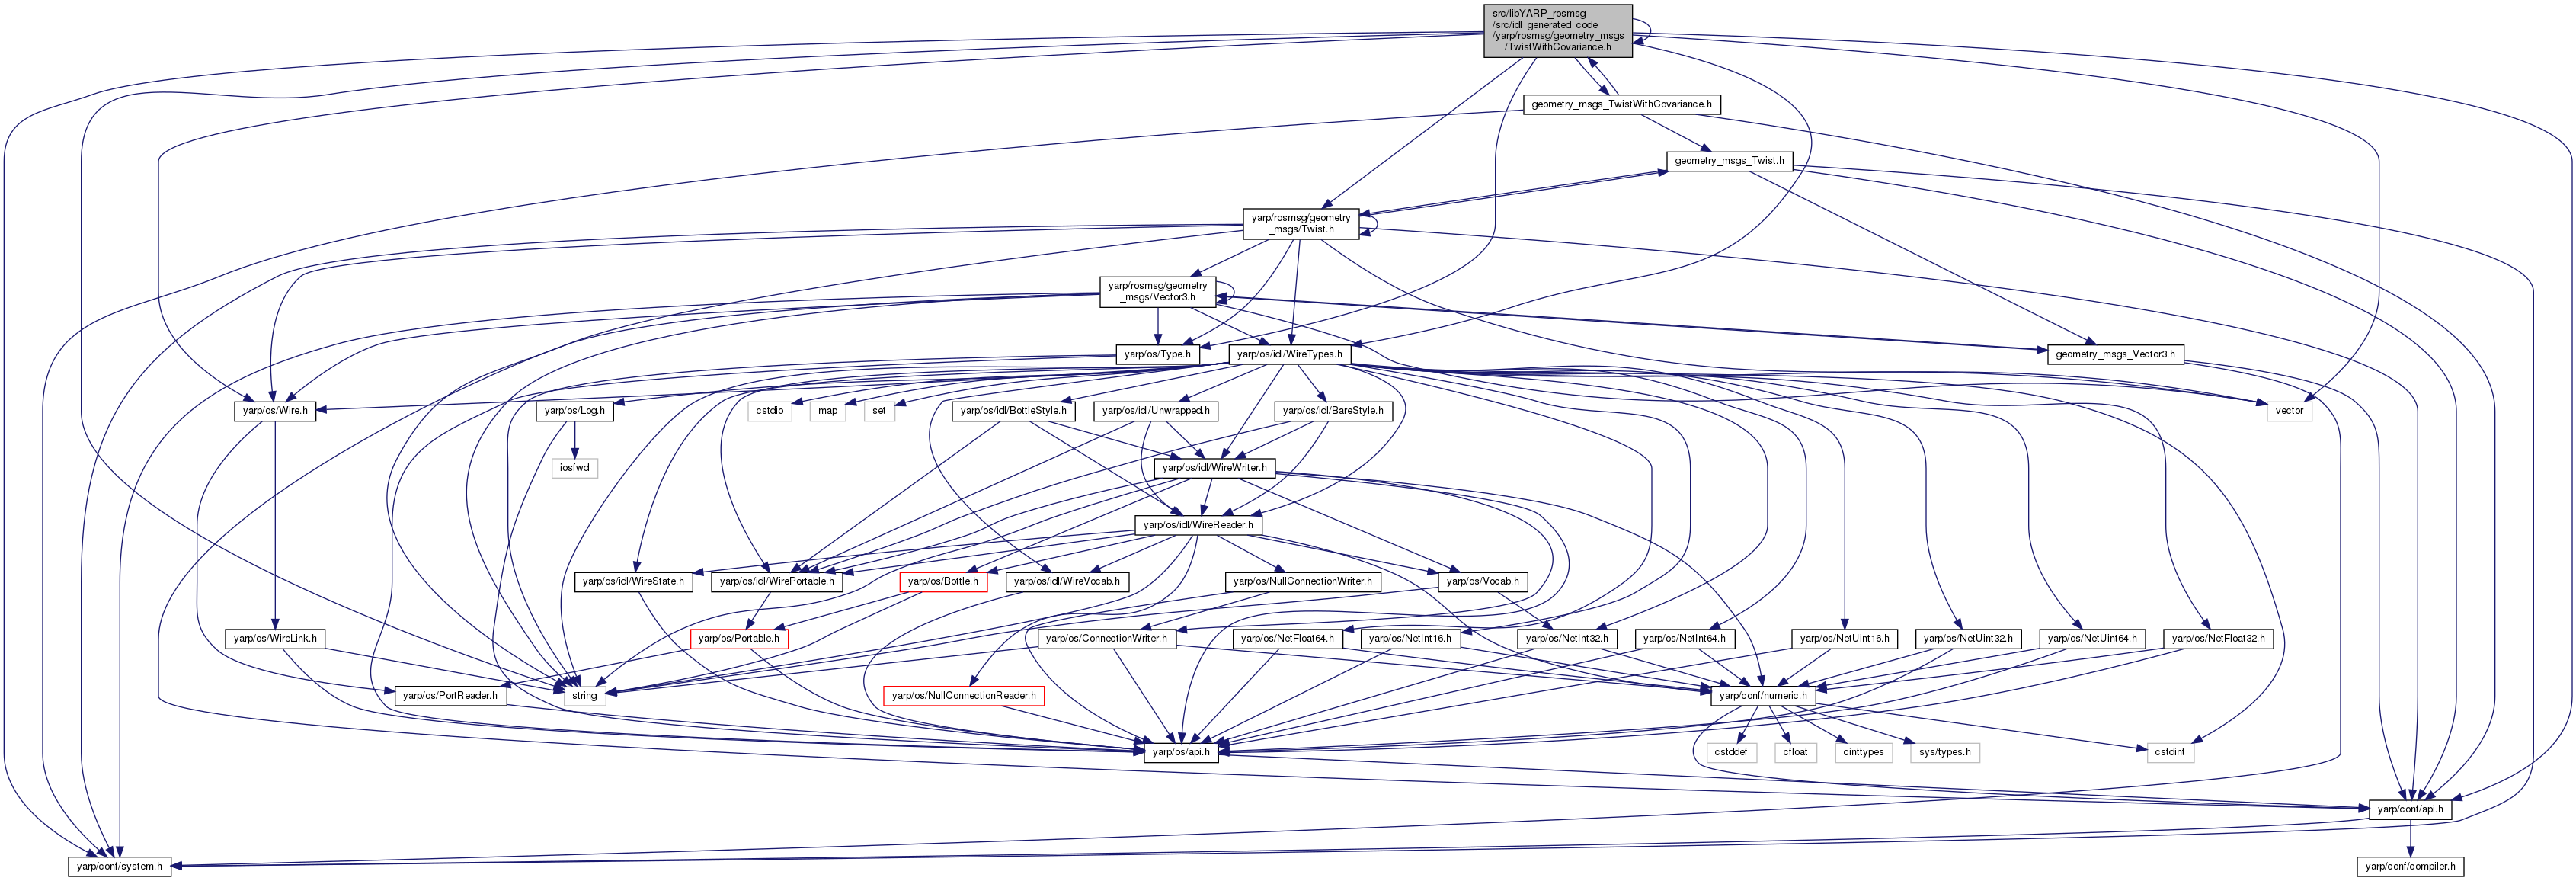 src/libYARP_rosmsg
/src/idl_generated_code
/yarp/rosmsg/geometry_msgs
/TwistWithCovariance.h
geometry_msgs_TwistWithCovariance.h
geometry_msgs_Twist.h
yarp/rosmsg/geometry
_msgs/Twist.h
yarp/rosmsg/geometry
_msgs/Vector3.h
yarp/os/Type.h
yarp/os/idl/WireTypes.h
geometry_msgs_Vector3.h
yarp/os/Wire.h
yarp/os/Log.h
cstdio
map
set
yarp/os/idl/BottleStyle.h
yarp/os/idl/Unwrapped.h
yarp/os/idl/BareStyle.h
vector
iosfwd
yarp/os/idl/WireWriter.h
yarp/os/idl/WireReader.h
yarp/os/idl/WireState.h
yarp/os/idl/WirePortable.h
yarp/os/Bottle.h
yarp/os/idl/WireVocab.h
yarp/os/NullConnectionWriter.h
yarp/os/Vocab.h
yarp/os/WireLink.h
yarp/os/Portable.h
yarp/os/ConnectionWriter.h
yarp/os/NetFloat64.h
yarp/os/NetInt16.h
yarp/os/NetInt32.h
yarp/os/NetInt64.h
yarp/os/NetUint16.h
yarp/os/NetUint32.h
yarp/os/NetUint64.h
yarp/os/NetFloat32.h
yarp/os/PortReader.h
string
yarp/os/NullConnectionReader.h
yarp/conf/numeric.h
yarp/os/api.h
cstddef
cfloat
cinttypes
sys/types.h
cstdint
yarp/conf/api.h
yarp/conf/system.h
yarp/conf/compiler.h